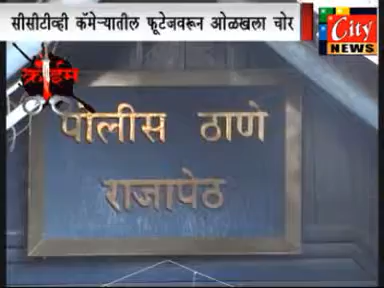 सीसीटीव्ही कॅमेऱ्यातील फूटेजवरून ओळखला चोर
City
NEWS
क्राईम
पोलीस ठाणे
राजापेठ